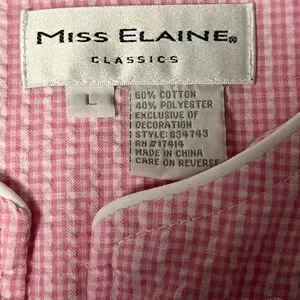 MISS ELAINE®
CLASSICS
L
60% COTTON
40% POLYESTER
EXCLUSIVE OF
DECORATION
STYLE: 834743
RN #17414
MADE IN CHINA
CARE ON REVERSE